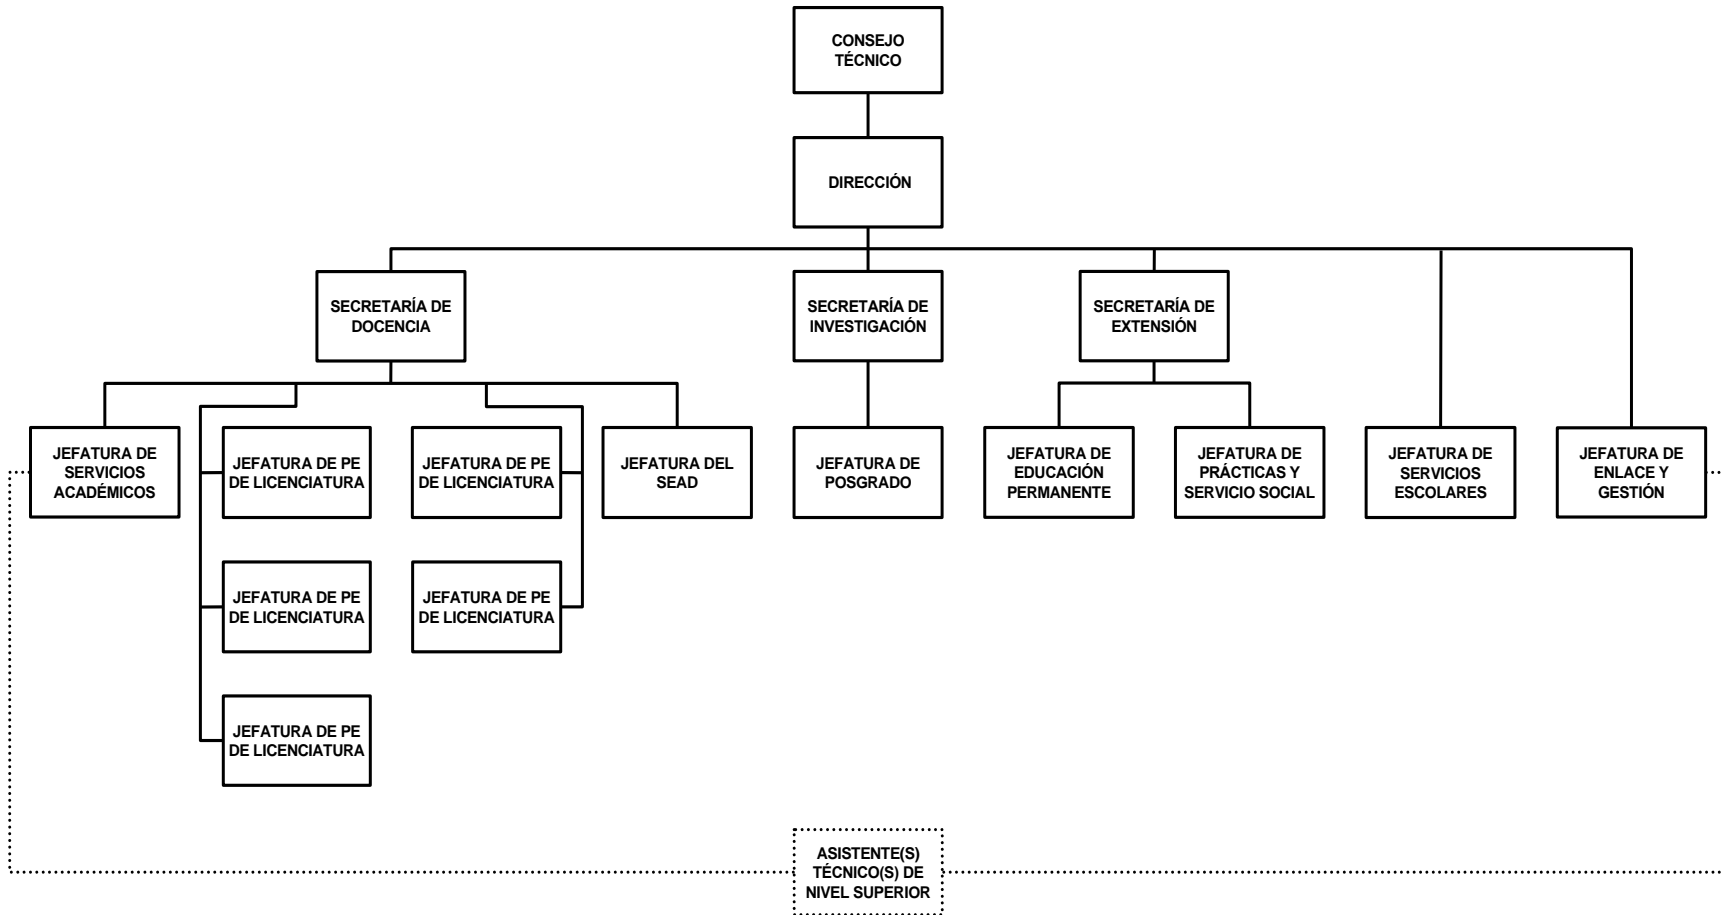 CONSEJO
TÉCNICO
DIRECCIÓN
SECRETARÍA DE
DOCENCIA
SECRETARÍA DE
INVESTIGACIÓN
SECRETARÍA DE
EXTENSIÓN
JEFATURA DE
SERVICIOS
ACADÉMICOS
JEFATURA DE PE
DE LICENCIATURA
JEFATURA DE PE
DE LICENCIATURA
JEFATURA DEL
SEAD
JEFATURA DE
POSGRADO
JEFATURA DE
EDUCACIÓN
PERMANENTE
JEFATURA DE
PRÁCTICAS Y
SERVICIO SOCIAL
JEFATURA DE
SERVICIOS
ESCOLARES
JEFATURA DE
ENLACE Y
GESTIÓN
JEFATURA DE PE
DE LICENCIATURA
JEFATURA DE PE
DE LICENCIATURA
JEFATURA DE PE
DE LICENCIATURA
ASISTENTE(S)
TÉCNICO(S) DE
NIVEL SUPERIOR